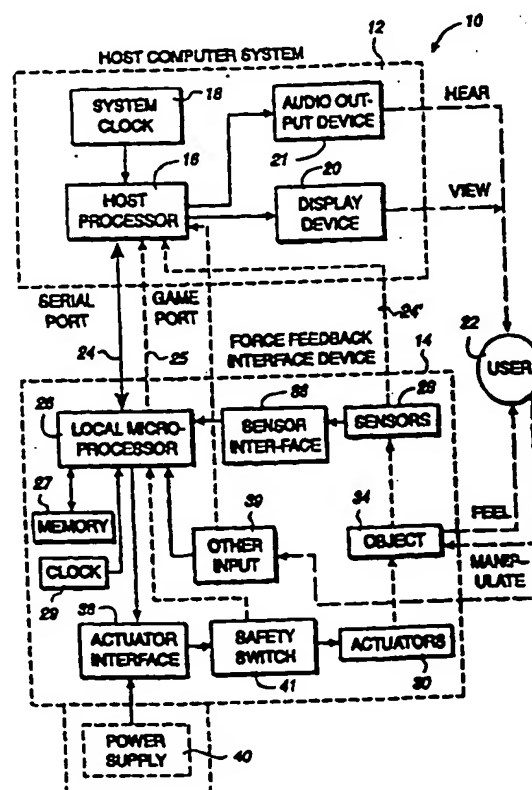 10
12
HOST COMPUTER SYSTEM
18
SYSTEM
CLOCK
AUDIO OUT-
PUT DEVICE
21
HEAR
16
HOST
PROCESSOR
20
DISPLAY
DEVICE
VIEW
SERIAL
PORT
GAME
PORT
24
25
24'
FORCE FEEDBACK
INTERFACE DEVICE
14
22
USER
26
LOCAL MICRO-
PROCESSOR
36
SENSOR
INTER-FACE
28
SENSORS
27
MEMORY
39
OTHER
INPUT
34
OBJECT
FEEL
MANIP-
ULATE
CLOCK
29
38
ACTUATOR
INTERFACE
SAFETY
SWITCH
41
ACTUATORS
30
POWER
SUPPLY
40